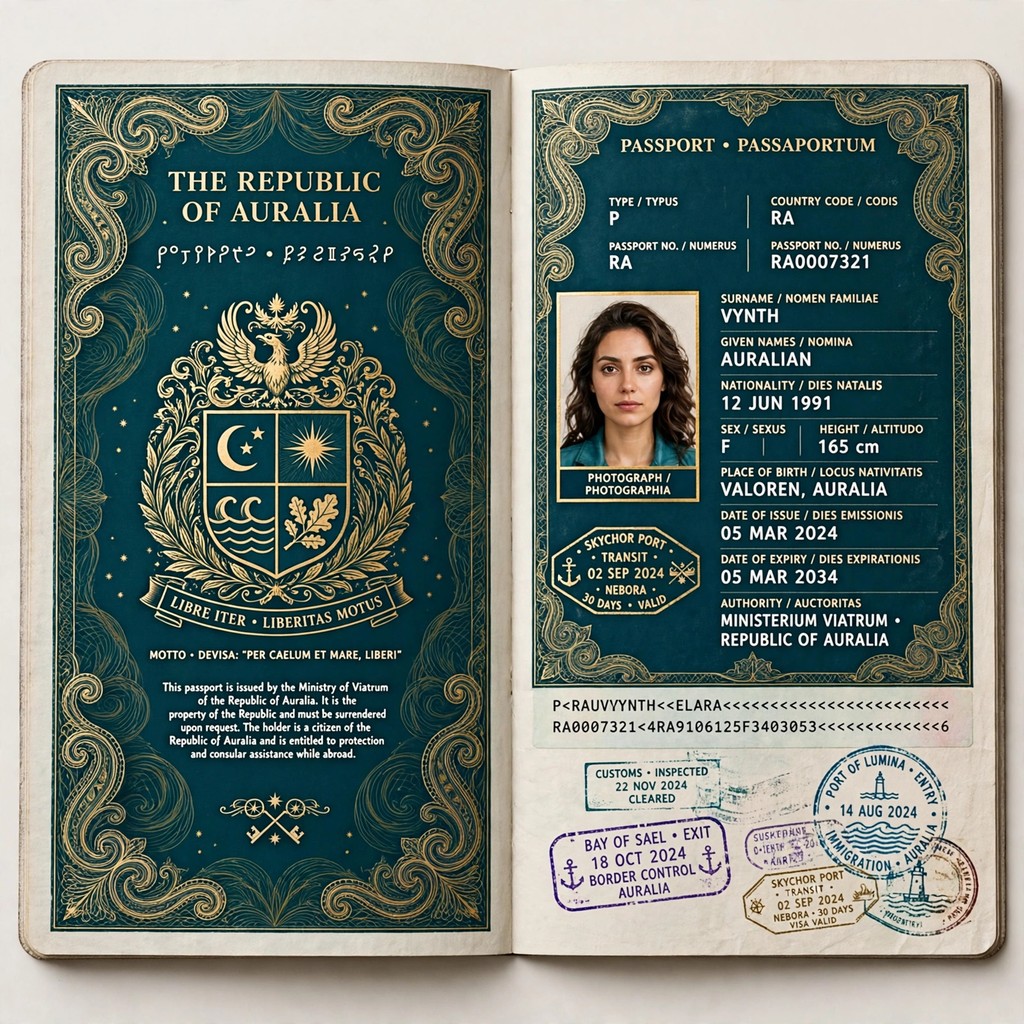 THE REPUBLIC
OF AURALIA
LIBRE ITER • LIBERITAS MOTUS
MOTTO • DEVISA: "PER CAELUM ET MARE, LIBERI"
This passport is issued by the Ministry of Viatrum
of the Republic of Auralia. It is the
property of the Republic and must be surrendered
upon request. The holder is a citizen of the
Republic of Auralia and is entitled to protection
and consular assistance while abroad.
PASSPORT • PASSAPORTUM
TYPE / TYPUS
P
COUNTRY CODE / CODIS
RA
PASSPORT NO. / NUMERUS
RA
PASSPORT NO. / NUMERUS
RA0007321
SURNAME / NOMEN FAMILIAE
VYNTH
GIVEN NAMES / NOMINA
AURALIAN
NATIONALITY / DIES NATALIS
12 JUN 1991
SEX / SEXUS
F
HEIGHT / ALTITUDO
165 cm
PLACE OF BIRTH / LOCUS NATIVITATIS
VALOREN, AURALIA
DATE OF ISSUE / DIES EMISSIONIS
05 MAR 2024
DATE OF EXPIRY / DIES EXPIRATIONIS
05 MAR 2034
AUTHORITY / AUCTORITAS
MINISTERIUM VIATRUM •
REPUBLIC OF AURALIA
PHOTOGRAPH /
PHOTOGRAPHIA
SKYCHOR PORT
• TRANSIT •
02 SEP 2024
• NEBORA •
30 DAYS • VALID
P<RAUVVYNTH<<ELARA<<<<<<<<<<<<<<<<<<<<<<<<<
RA0007321<4RA9106125F3403053<<<<<<<<<<<<<6
CUSTOMS • INSPECTED
22 NOV 2024
CLEARED
PORT OF LUMINA • ENTRY
14 AUG 2024
IMMIGRATION • AURALIA
BAY OF SAEL • EXIT
18 OCT 2024
BORDER CONTROL
AURALIA
SKYCHOR PORT
• TRANSIT •
02 SEP 2024
NEBORA • 30 DAYS
VISA VALID